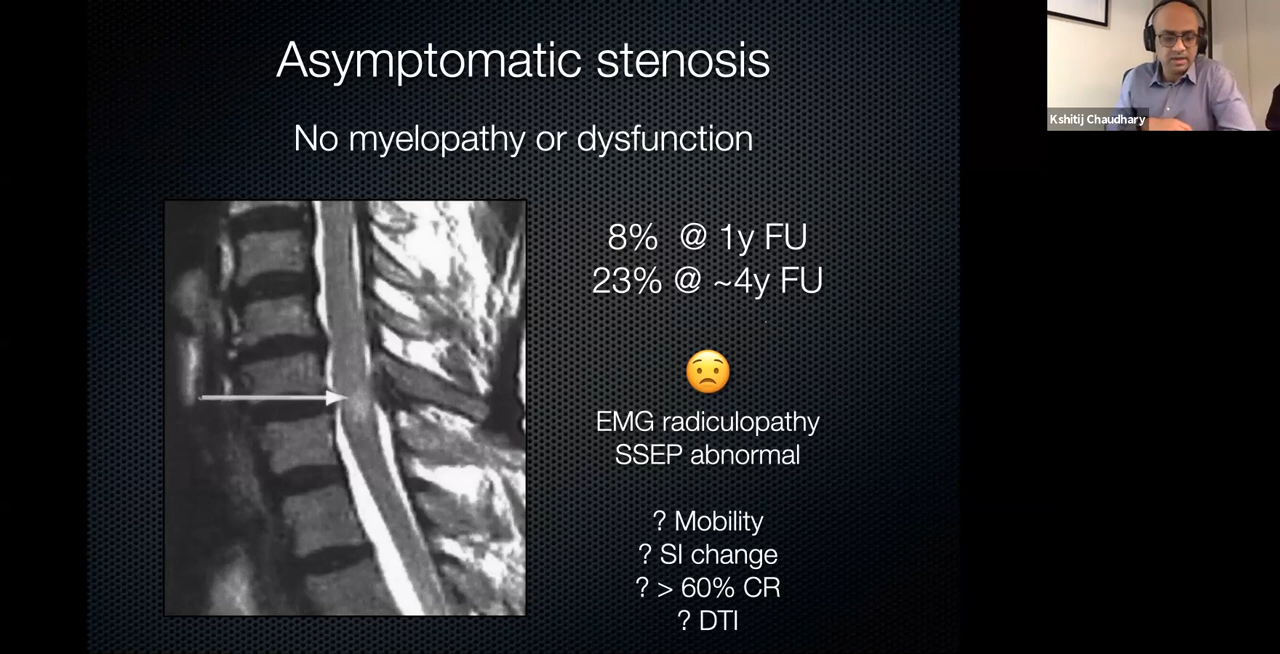 Asymptomatic stenosis
No myelopathy or dysfunction
8% @ 1y FU
23% @ ~4y FU
EMG radiculopathy
SSEP abnormal
? Mobility
? SI change
? > 60% CR
? DTI
Kshitij Chaudhary